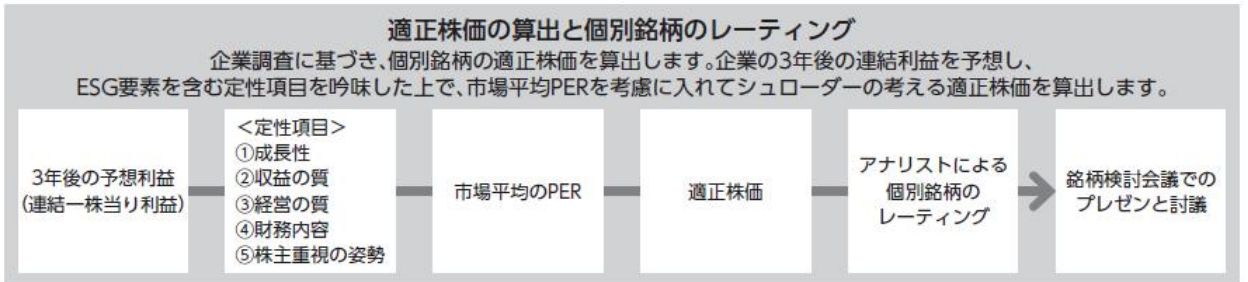 適正株価の算出と個別銘柄のレーティング
企業調査に基づき、個別銘柄の適正株価を算出します。企業の3年後の連結利益を予想し、
ESG要素を含む定性項目を吟味した上で、市場平均PERを考慮に入れてシュローダーの考える適正株価を算出します。
3年後の予想利益
(連結一株当り利益)
＜定性項目＞
①成長性
②収益の質
③経営の質
④財務内容
⑤株主重視の姿勢
市場平均のPER
適正株価
アナリストによる
個別銘柄の
レーティング
銘柄検討会議での
プレゼンと討議